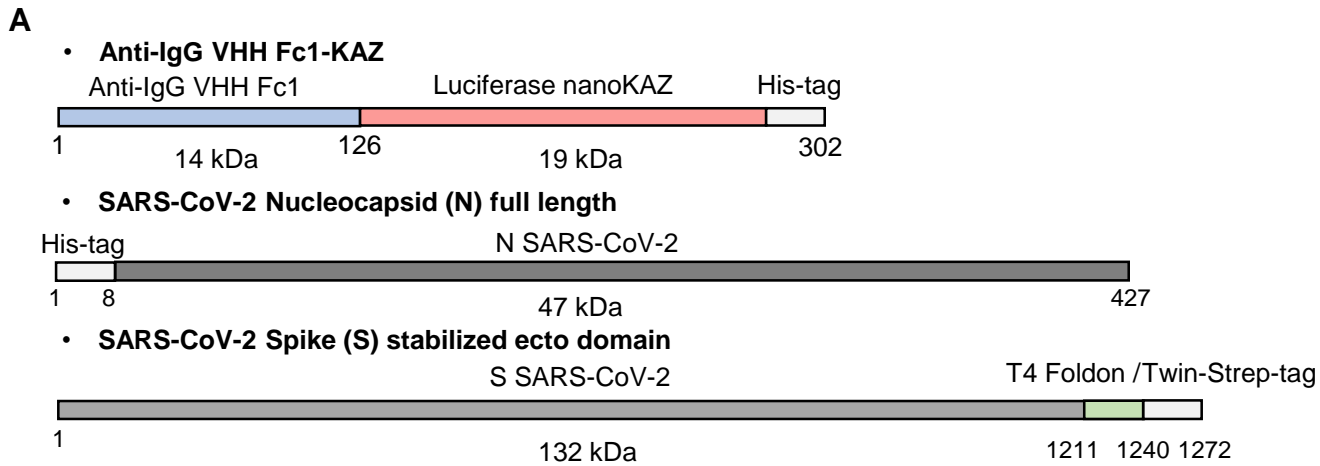 A
• Anti-IgG VHH Fc1-KAZ
Anti-IgG VHH Fc1 Luciferase nanoKAZ His-tag
1 126 302
14 kDa 19 kDa
• SARS-CoV-2 Nucleocapsid (N) full length
His-tag N SARS-CoV-2
1 8 427
47 kDa
• SARS-CoV-2 Spike (S) stabilized ecto domain
S SARS-CoV-2 T4 Foldon /Twin-Strep-tag
1 1211 1240 1272
132 kDa